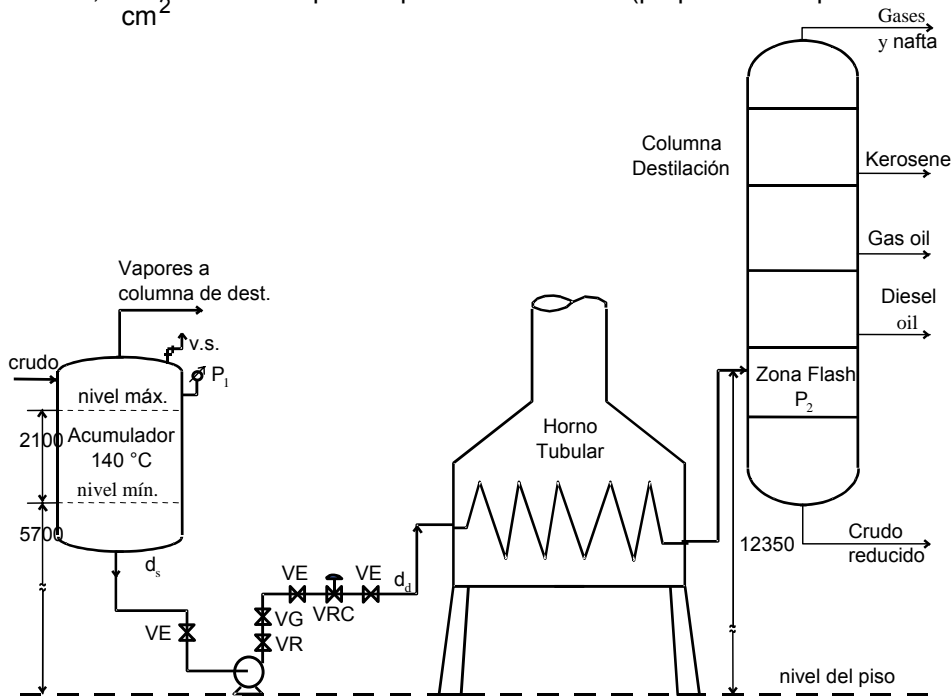 cm²
Gases
y nafta
Columna
Destilación
Kerosene
Gas oil
Diesel
oil
Zona Flash
P₂
Vapores a
columna de dest.
v.s.
crudo
P₁
nivel máx.
2100
Acumulador
140 °C
nivel mín.
5700
Horno
Tubular
12350
Crudo
reducido
dₛ
VE
VE
VE
d_d
VG
VRC
VR
nivel del piso